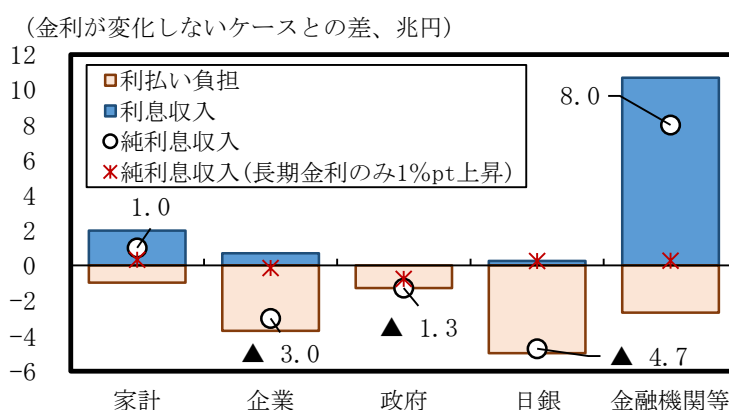 （金利が変化しないケースとの差、兆円）
12
10
8
6
4
2
0
−2
−4
−6
利払い負担
利息収入
純利息収入
純利息収入(長期金利のみ1%pt上昇)
1.0
▲ 3.0
▲ 1.3
▲ 4.7
8.0
家計 企業 政府 日銀 金融機関等